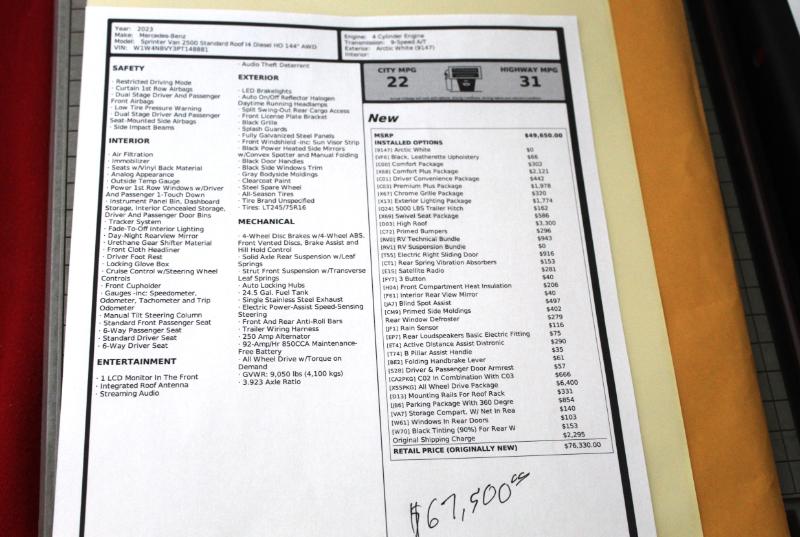 Year: 2023
Make: Mercedes-Benz
Model: Sprinter Van 2500 Standard Roof I4 Diesel HO 144" AWD
VIN: W1W4NBVY3PT148881
Engine: 4 Cylinder Engine
Transmission: 9-Speed A/T
Exterior: Arctic White (9147)
Interior:
SAFETY
· Restricted Driving Mode
· Curtain 1st Row Airbags
· Dual Stage Driver And Passenger
Front Airbags
· Low Tire Pressure Warning
· Dual Stage Driver And Passenger
Seat-Mounted Side Airbags
· Side Impact Beams
INTERIOR
· Air Filtration
· Immobilizer
· Seats w/Vinyl Back Material
· Analog Appearance
· Outside Temp Gauge
· Power 1st Row Windows w/Driver
And Passenger 1-Touch Down
· Instrument Panel Bin, Dashboard
Storage, Interior Concealed Storage,
Driver And Passenger Door Bins
· Tracker System
· Fade-To-Off Interior Lighting
· Day-Night Rearview Mirror
· Urethane Gear Shifter Material
· Front Cloth Headliner
· Driver Foot Rest
· Locking Glove Box
· Cruise Control w/Steering Wheel
Controls
· Front Cupholder
· Gauges -inc: Speedometer,
Odometer, Tachometer and Trip
Odometer
· Manual Tilt Steering Column
· Standard Front Passenger Seat
· 6-Way Passenger Seat
· Standard Driver Seat
· 6-Way Driver Seat
ENTERTAINMENT
· 1 LCD Monitor In The Front
· Integrated Roof Antenna
· Streaming Audio
· Audio Theft Deterrent
EXTERIOR
· LED Brakelights
· Auto On/Off Reflector Halogen
Daytime Running Headlamps
· Split Swing-Out Rear Cargo Access
· Front License Plate Bracket
· Black Grille
· Splash Guards
· Fully Galvanized Steel Panels
· Front Windshield -inc: Sun Visor Strip
· Black Power Heated Side Mirrors
w/Convex Spotter and Manual Folding
· Black Door Handles
· Black Side Windows Trim
· Gray Bodyside Moldings
· Clearcoat Paint
· Steel Spare Wheel
· All-Season Tires
· Tire Brand Unspecified
· Tires: LT245/75R16
MECHANICAL
· 4-Wheel Disc Brakes w/4-Wheel ABS,
Front Vented Discs, Brake Assist and
Hill Hold Control
· Solid Axle Rear Suspension w/Leaf
Springs
· Strut Front Suspension w/Transverse
Leaf Springs
· Auto Locking Hubs
· 24.5 Gal. Fuel Tank
· Single Stainless Steel Exhaust
· Electric Power-Assist Speed-Sensing
Steering
· Front And Rear Anti-Roll Bars
· Trailer Wiring Harness
· 250 Amp Alternator
· 92-Amp/Hr 850CCA Maintenance-
Free Battery
· All Wheel Drive w/Torque on
Demand
· GVWR: 9,050 lbs (4,100 kgs)
· 3.923 Axle Ratio
CITY MPG
22
HIGHWAY MPG
31
New
MSRP $49,650.00
INSTALLED OPTIONS
[9147] Arctic White $0
[VF6] Black, Leatherette Upholstery $66
[C00] Comfort Package $302
[X68] Comfort Plus Package $2,121
[C01] Driver Convenience Package $442
[C03] Premium Plus Package $1,978
[X67] Chrome Grille Package $320
[X13] Exterior Lighting Package $1,774
[Q24] 5000 LBS Trailer Hitch $162
[X69] Swivel Seat Package $586
[D03] High Roof $3,300
[C72] Primed Bumpers $296
[RV0] RV Technical Bundle $943
[RV1] RV Suspension Bundle $0
[T55] Electric Right Sliding Door $916
[CT1] Rear Spring Vibration Absorbers $153
[E1S] Satellite Radio $281
[FY7] 3 Button $40
[H04] Front Compartment Heat Insulation $206
[F61] Interior Rear View Mirror $40
[JA7] Blind Spot Assist $497
[CM9] Primed Side Moldings $402
Rear Window Defroster $279
[JF1] Rain Sensor $116
[EP7] Rear Loudspeakers Basic Electric Fitting $75
[ET4] Active Distance Assist Distronic $290
[T74] B Pillar Assist Handle $35
[BE2] Folding Handbrake Lever $61
[S28] Driver & Passenger Door Armrest $57
[CA2PKG] C02 In Combination With C03 $666
[X55PKG] All Wheel Drive Package $6,400
[D13] Mounting Rails For Roof Rack $331
[JB6] Parking Package With 360 Degre $854
[VA7] Storage Compart. W/ Net In Rea $140
[W61] Windows In Rear Doors $103
[W70] Black Tinting (90%) For Rear W $153
Original Shipping Charge $2,295
RETAIL PRICE (ORIGINALLY NEW) $76,330.00
$67,500⁰⁰